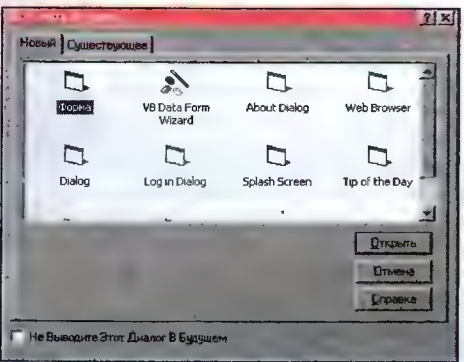 Новый Существующее
Форма VB Data Form Wizard About Dialog Web Browser
Dialog Log in Dialog Splash Screen Tip of the Day
Открыть
Отмена
Справка
Не Выводите Этот Диалог В Будущем